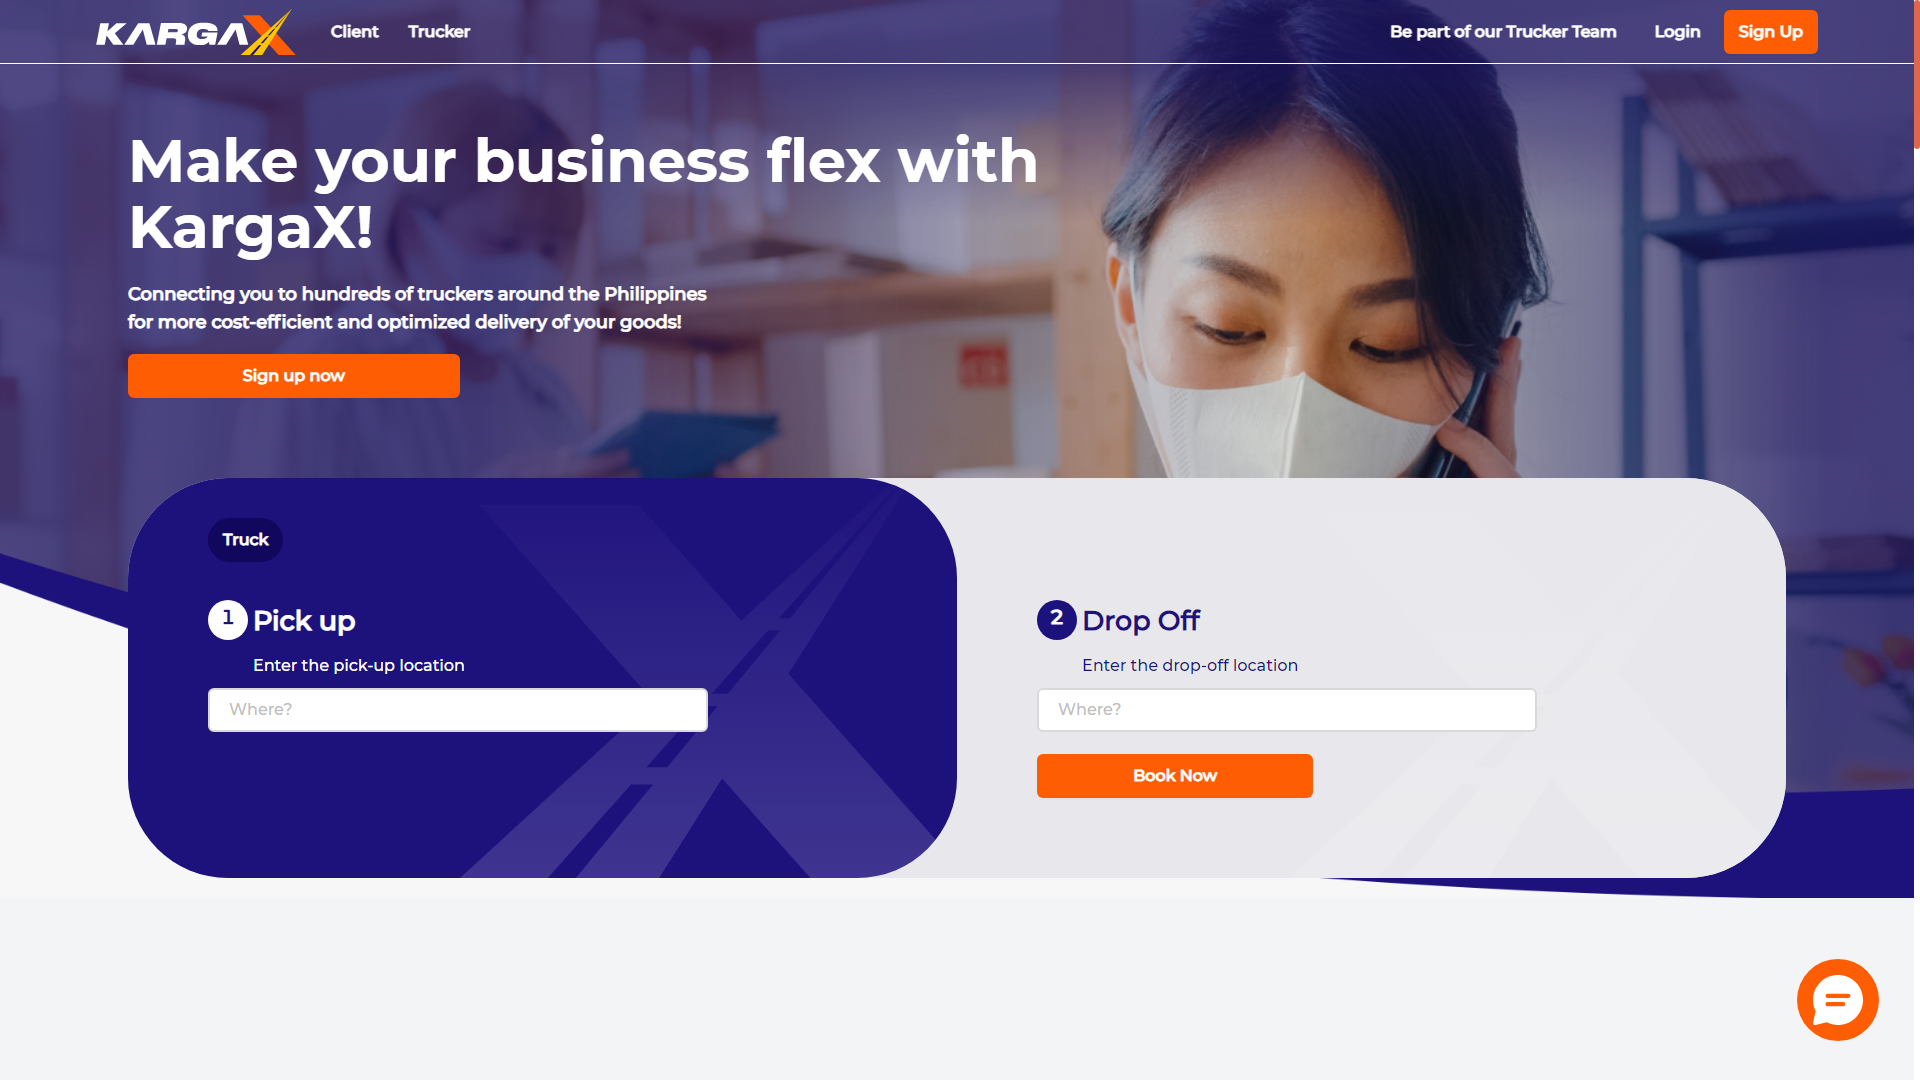 KARGAX
Client
Trucker
Be part of our Trucker Team
Login
Sign Up
Make your business flex with
KargaX!
Connecting you to hundreds of truckers around the Philippines
for more cost-efficient and optimized delivery of your goods!
Sign up now
Truck
1 Pick up
Enter the pick-up location
Where?
2 Drop Off
Enter the drop-off location
Where?
Book Now